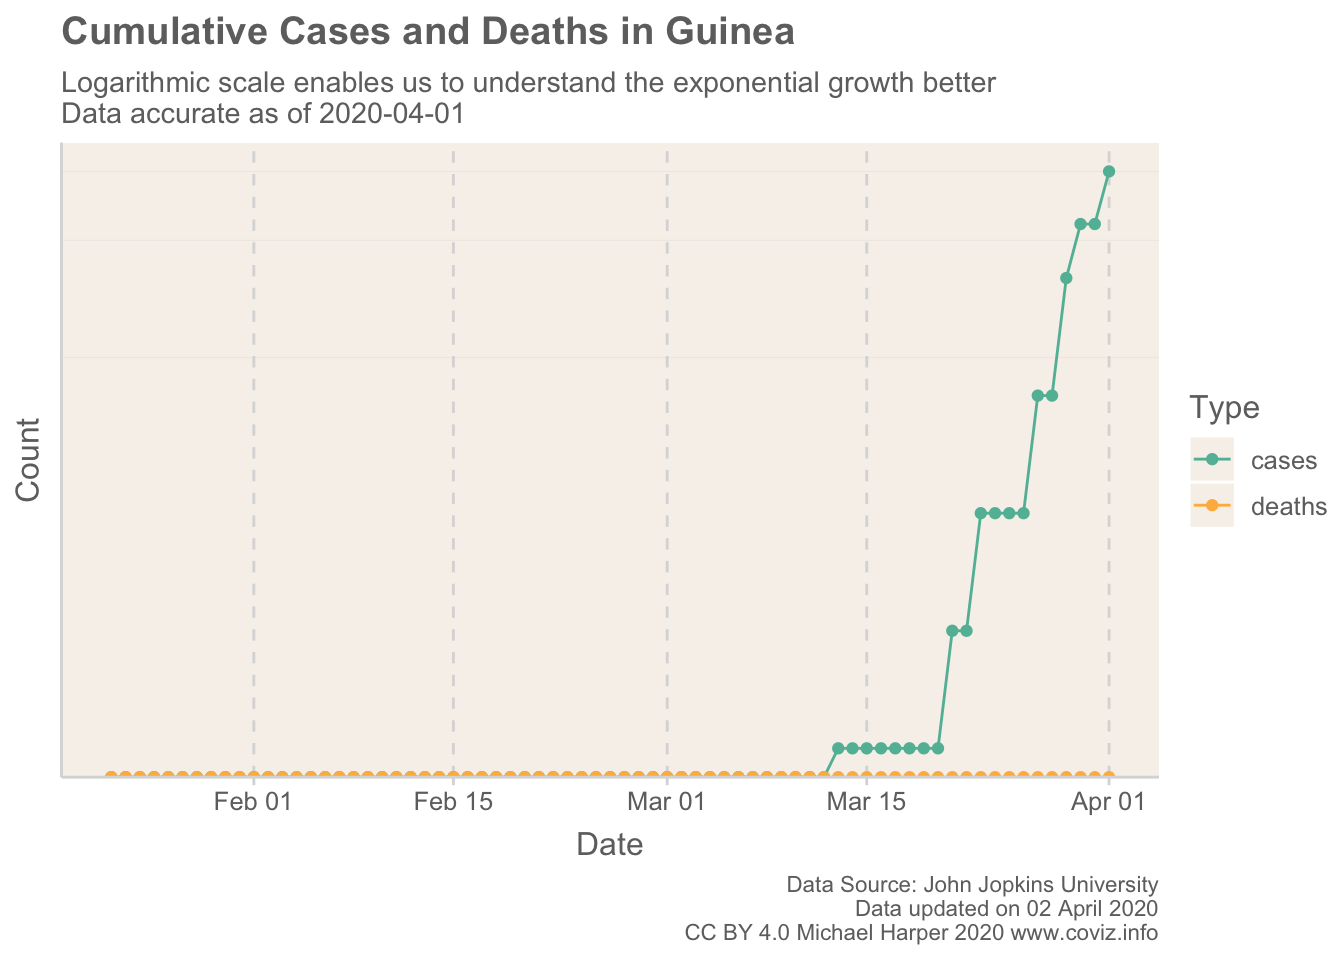 Cumulative Cases and Deaths in Guinea
Logarithmic scale enables us to understand the exponential growth better
Data accurate as of 2020-04-01
Count
Type
cases
deaths
Feb 01
Feb 15
Mar 01
Mar 15
Apr 01
Date
Data Source: John Jopkins University
Data updated on 02 April 2020
CC BY 4.0 Michael Harper 2020 www.coviz.info